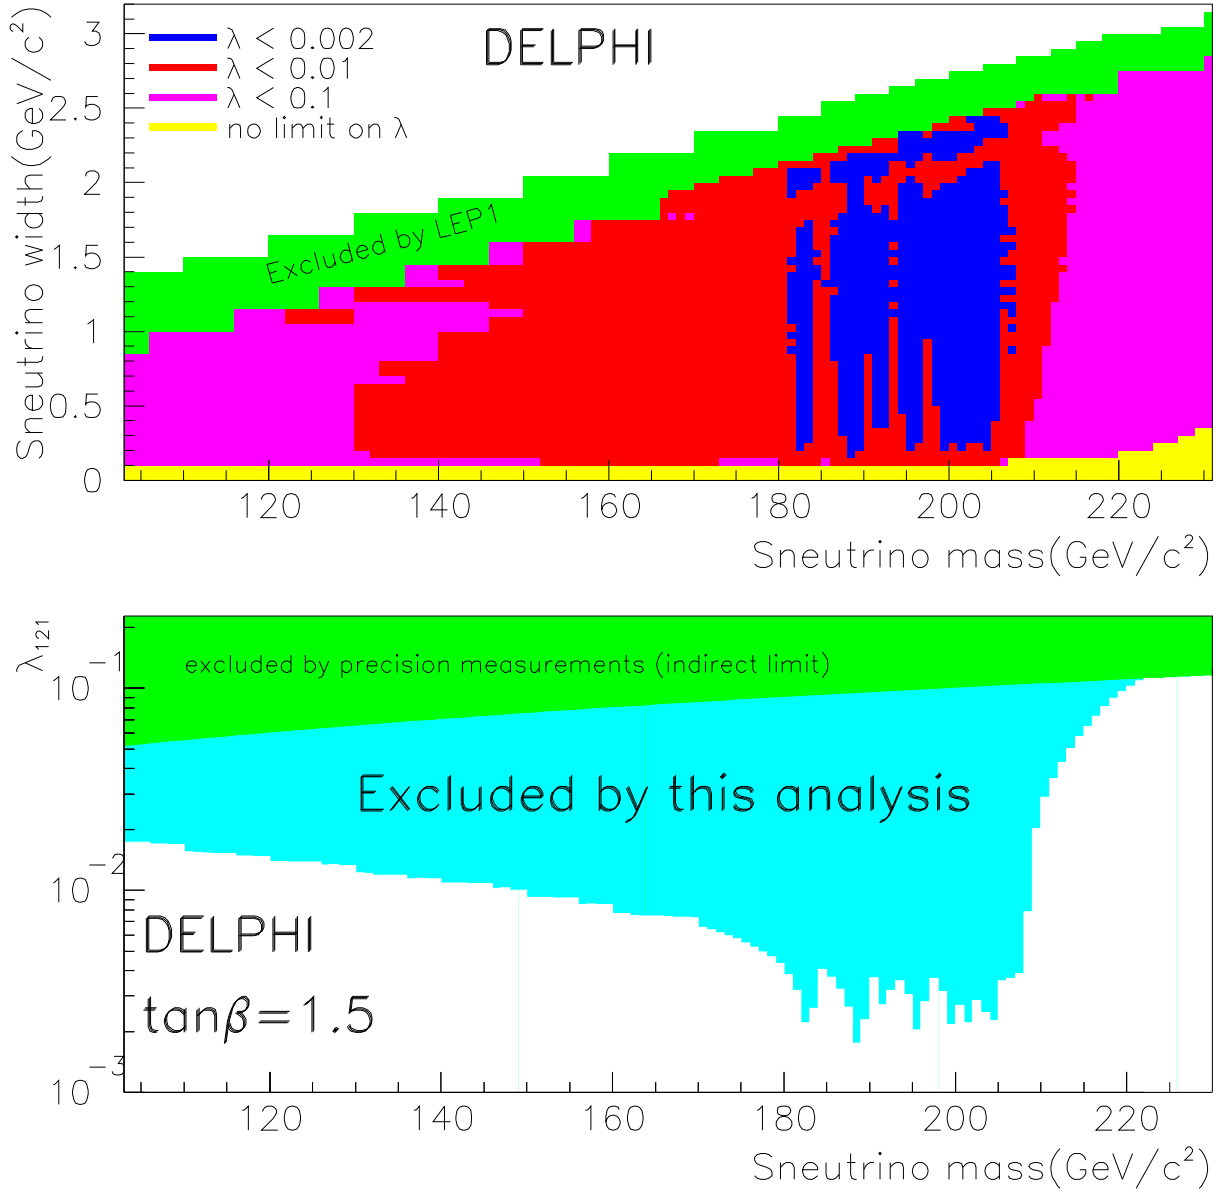 DELPHI
λ < 0.002
λ < 0.01
λ < 0.1
no limit on λ
Excluded by LEP1
Sneutrino width(GeV/c²)
3
2.5
2
1.5
1
0.5
0
120 140 160 180 200 220
Sneutrino mass(GeV/c²)
λ₁₂₁
excluded by precision measurements (indirect limit)
Excluded by this analysis
DELPHI
tanβ=1.5
10⁻¹
10⁻²
10⁻³
120 140 160 180 200 220
Sneutrino mass(GeV/c²)